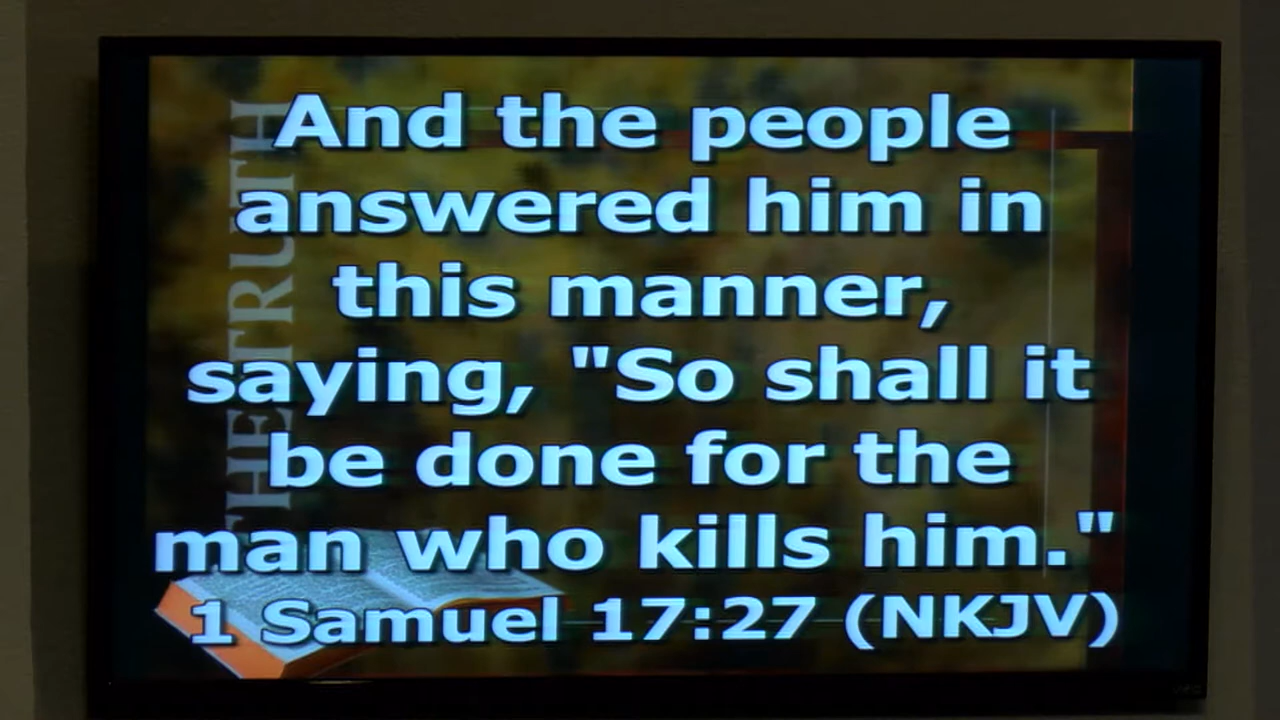 And the people
answered him in
this manner,
saying, "So shall it
be done for the
man who kills him."
1 Samuel 17:27 (NKJV)
THE TRUTH
JVC